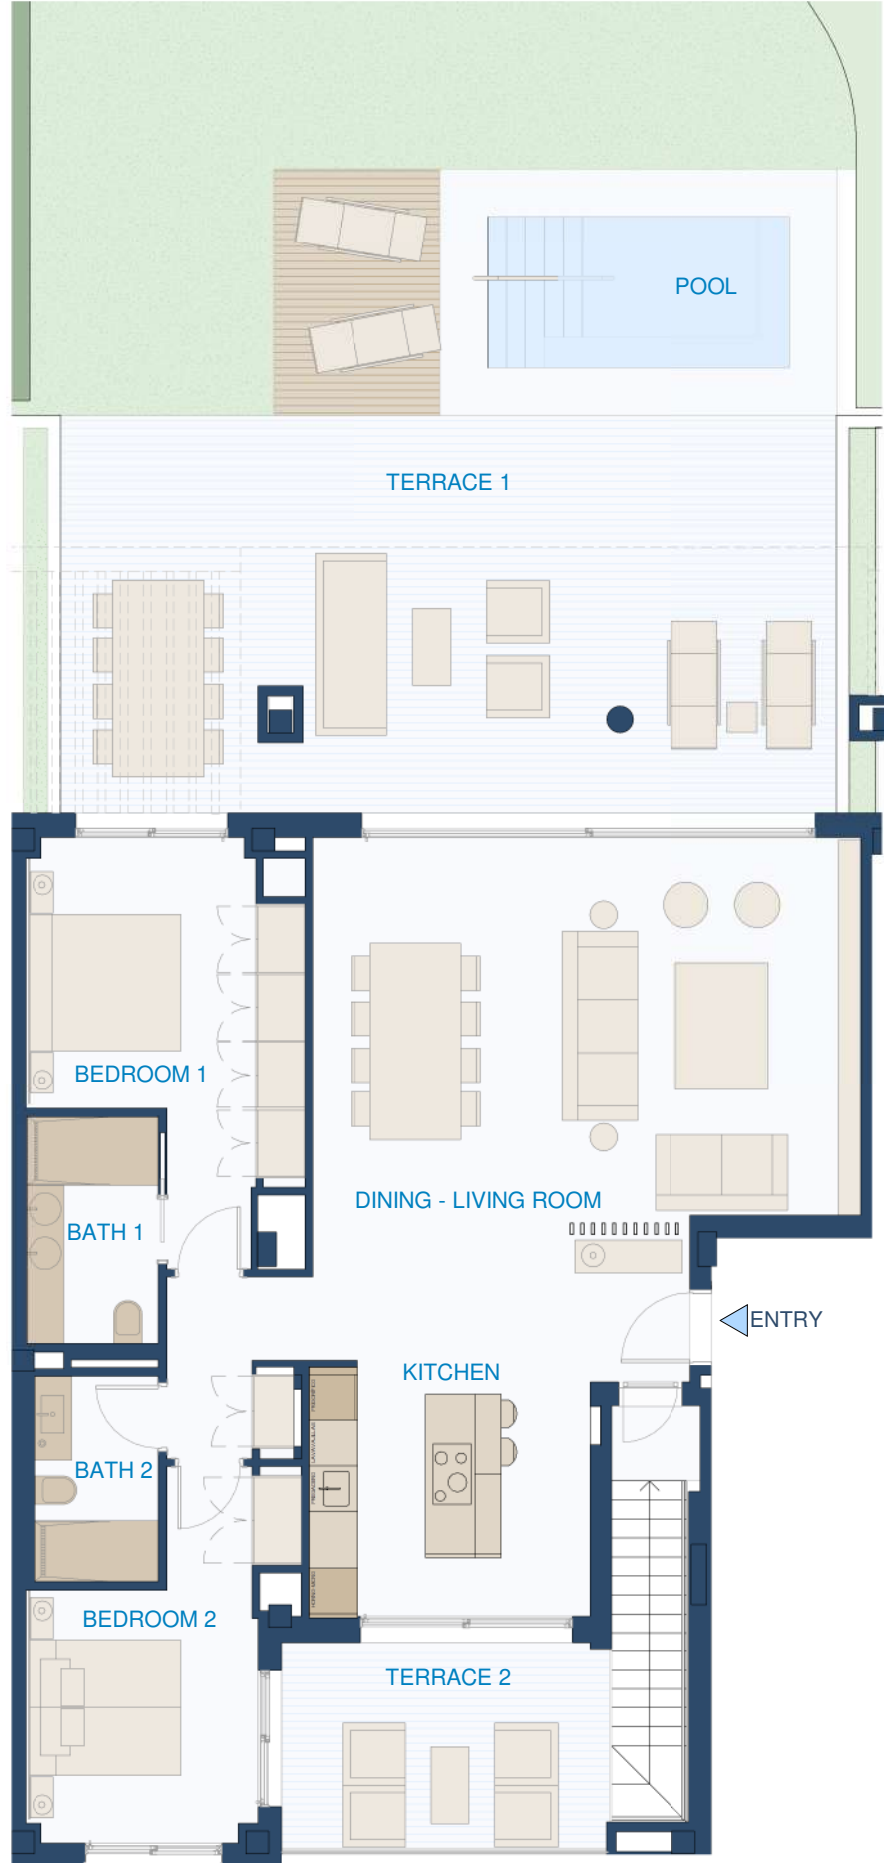 POOL
TERRACE 1
BEDROOM 1
DINING - LIVING ROOM
BATH 1
ENTRY
KITCHEN
BATH 2
BEDROOM 2
TERRACE 2